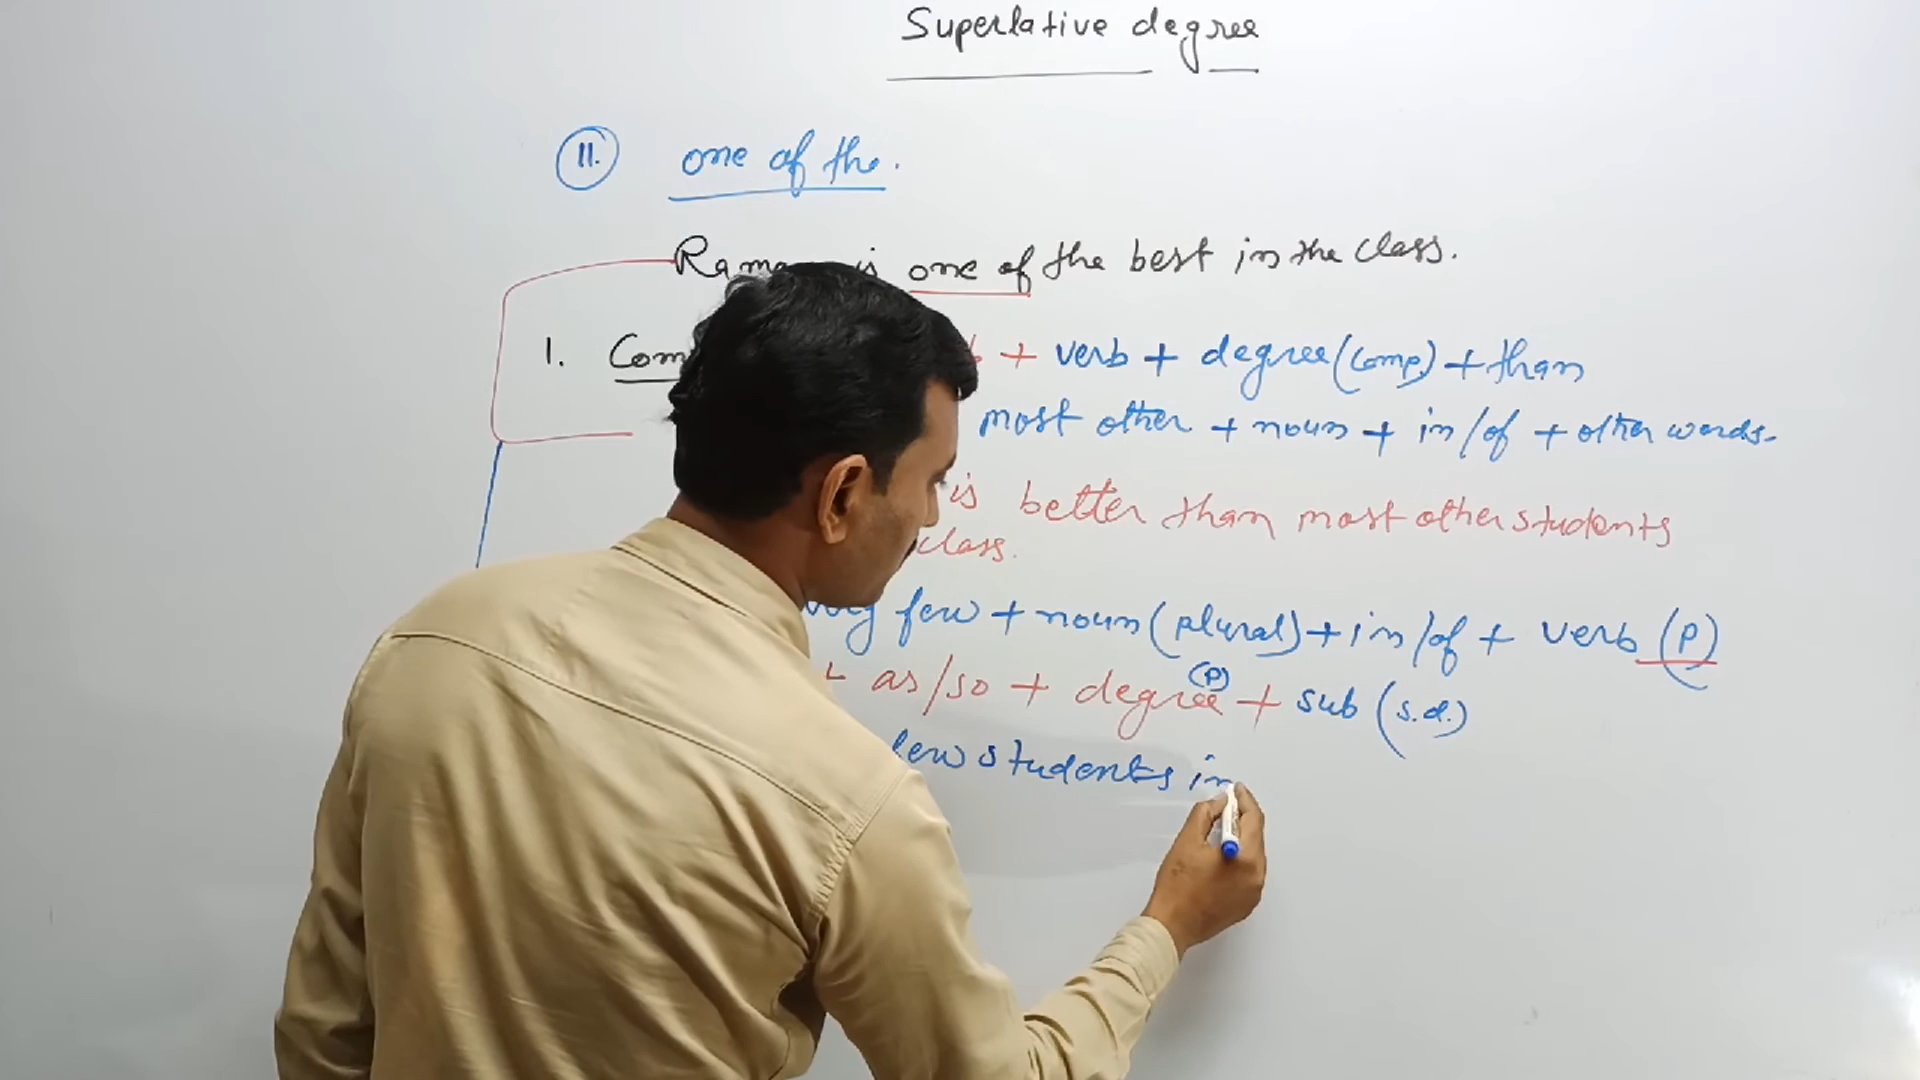 Superlative degree
II. one of the.
is one of the best in the class.
1. + verb + degree (comp.) + than
most other + noun + in/of + other words.
is better than most other students
class.
few + noun (plural) + in/of + verb (P)
as/so + degree (P) + sub (s.d.)
few students in